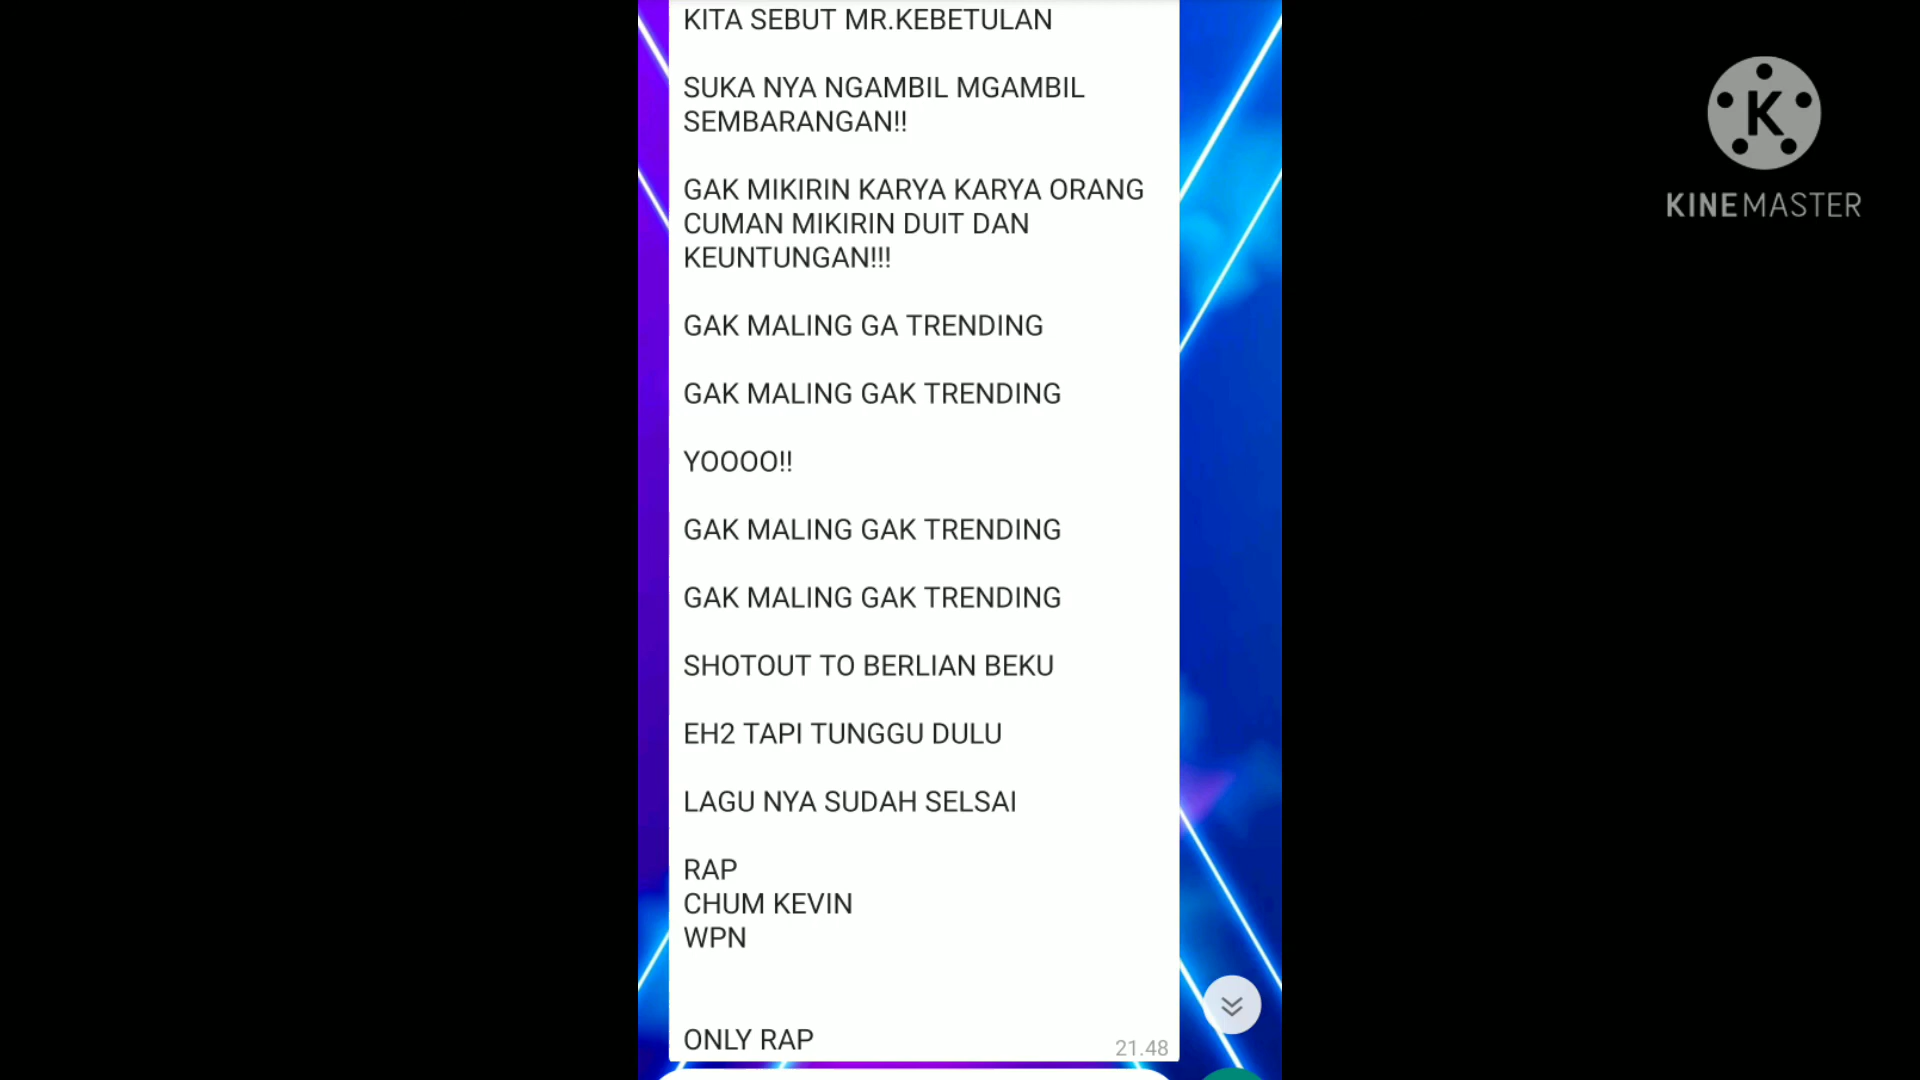 KITA SEBUT MR.KEBETULAN
SUKA NYA NGAMBIL MGAMBIL
SEMBARANGAN!!
GAK MIKIRIN KARYA KARYA ORANG
CUMAN MIKIRIN DUIT DAN
KEUNTUNGAN!!!
GAK MALING GA TRENDING
GAK MALING GAK TRENDING
YOOOO!!
GAK MALING GAK TRENDING
GAK MALING GAK TRENDING
SHOTOUT TO BERLIAN BEKU
EH2 TAPI TUNGGU DULU
LAGU NYA SUDAH SELSAI
RAP
CHUM KEVIN
WPN
ONLY RAP
21.48
K
KINEMASTER